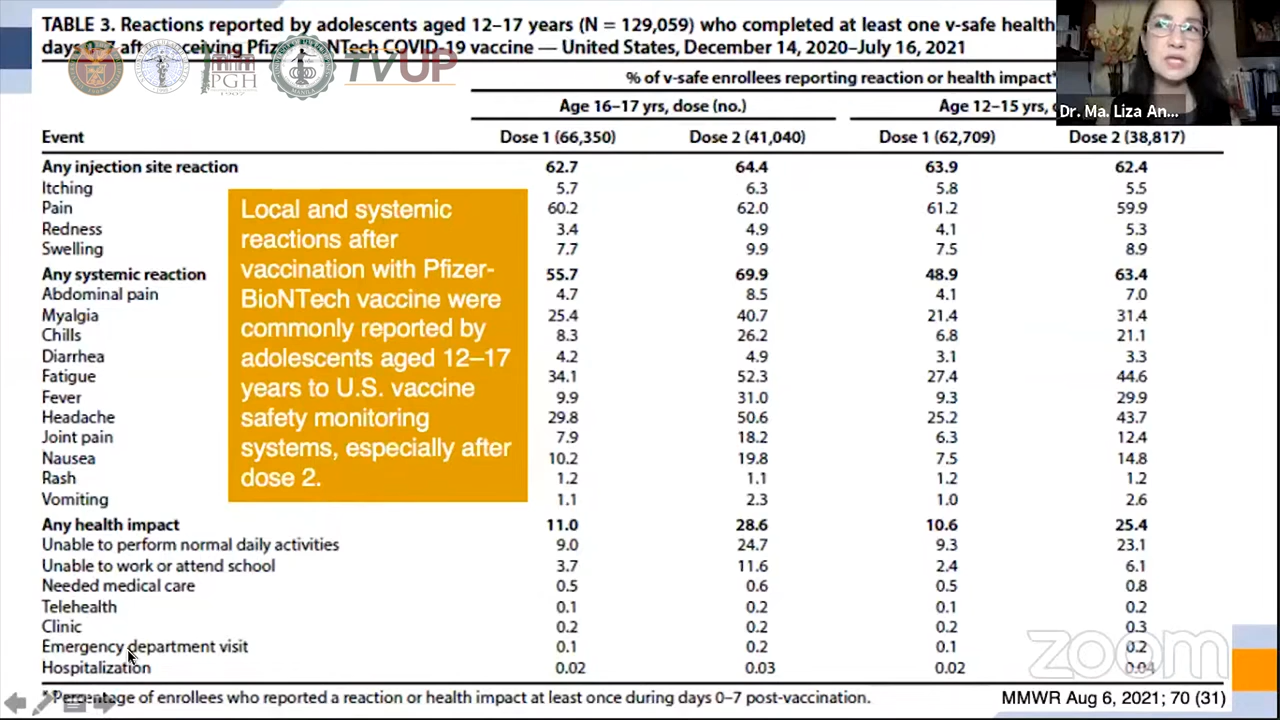 TABLE 3. Reactions reported by adolescents aged 12–17 years (N = 129,059) who completed at least one v-safe health
days after receiving Pfizer NTech COVID-19 vaccine — United States, December 14, 2020–July 16, 2021
PGH
1907
MANILA
TVUP
% of v-safe enrollees reporting reaction or health impact*
Age 16–17 yrs, dose (no.) Age 12–15 yrs,
Dr. Ma. Liza An...
Event Dose 1 (66,350) Dose 2 (41,040) Dose 1 (62,709) Dose 2 (38,817)
Any injection site reaction 62.7 64.4 63.9 62.4
Itching 5.7 6.3 5.8 5.5
Pain 60.2 62.0 61.2 59.9
Redness 3.4 4.9 4.1 5.3
Swelling 7.7 9.9 7.5 8.9
Any systemic reaction 55.7 69.9 48.9 63.4
Abdominal pain 4.7 8.5 4.1 7.0
Myalgia 25.4 40.7 21.4 31.4
Chills 8.3 26.2 6.8 21.1
Diarrhea 4.2 4.9 3.1 3.3
Fatigue 34.1 52.3 27.4 44.6
Fever 9.9 31.0 9.3 29.9
Headache 29.8 50.6 25.2 43.7
Joint pain 7.9 18.2 6.3 12.4
Nausea 10.2 19.8 7.5 14.8
Rash 1.2 1.1 1.2 1.2
Vomiting 1.1 2.3 1.0 2.6
Any health impact 11.0 28.6 10.6 25.4
Unable to perform normal daily activities 9.0 24.7 9.3 23.1
Unable to work or attend school 3.7 11.6 2.4 6.1
Needed medical care 0.5 0.6 0.5 0.8
Telehealth 0.1 0.2 0.1 0.2
Clinic 0.2 0.2 0.2 0.3
Emergency department visit 0.1 0.2 0.1 0.2
Hospitalization 0.02 0.03 0.02 0.04
Local and systemic
reactions after
vaccination with Pfizer-
BioNTech vaccine were
commonly reported by
adolescents aged 12–17
years to U.S. vaccine
safety monitoring
systems, especially after
dose 2.
zoom
* Percentage of enrollees who reported a reaction or health impact at least once during days 0–7 post-vaccination.
MMWR Aug 6, 2021; 70 (31)